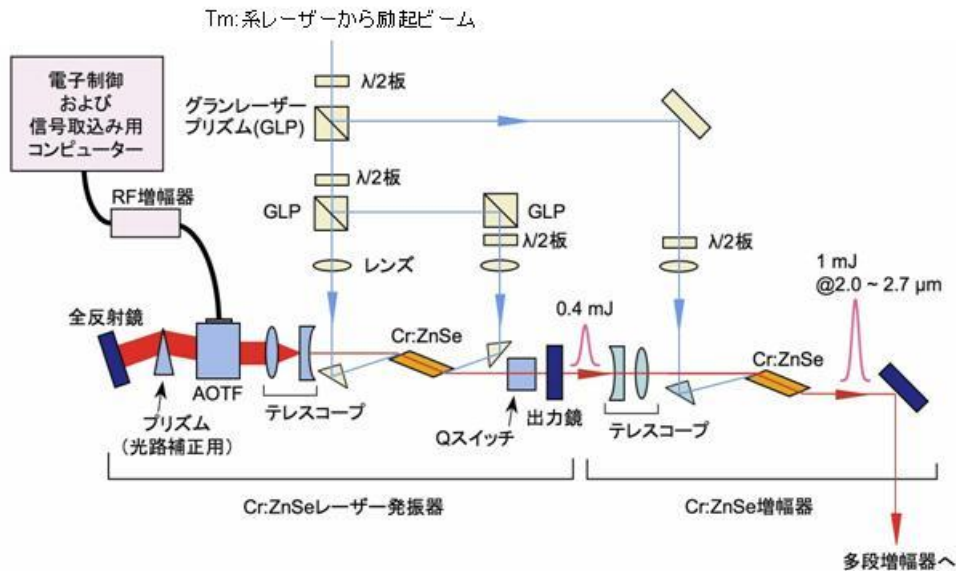 Tm:系レーザーから励起ビーム
電子制御
および
信号取込み用
コンピューター
RF増幅器
λ/2板
グランレーザー
プリズム(GLP)
λ/2板
GLP
GLP
λ/2板
レンズ
λ/2板
1 mJ
@2.0 ~ 2.7 μm
0.4 mJ
全反射鏡
AOTF
プリズム
(光路補正用)
テレスコープ
Cr:ZnSe
Qスイッチ
出力鏡
テレスコープ
Cr:ZnSe
Cr:ZnSeレーザー発振器
Cr:ZnSe増幅器
多段増幅器へ